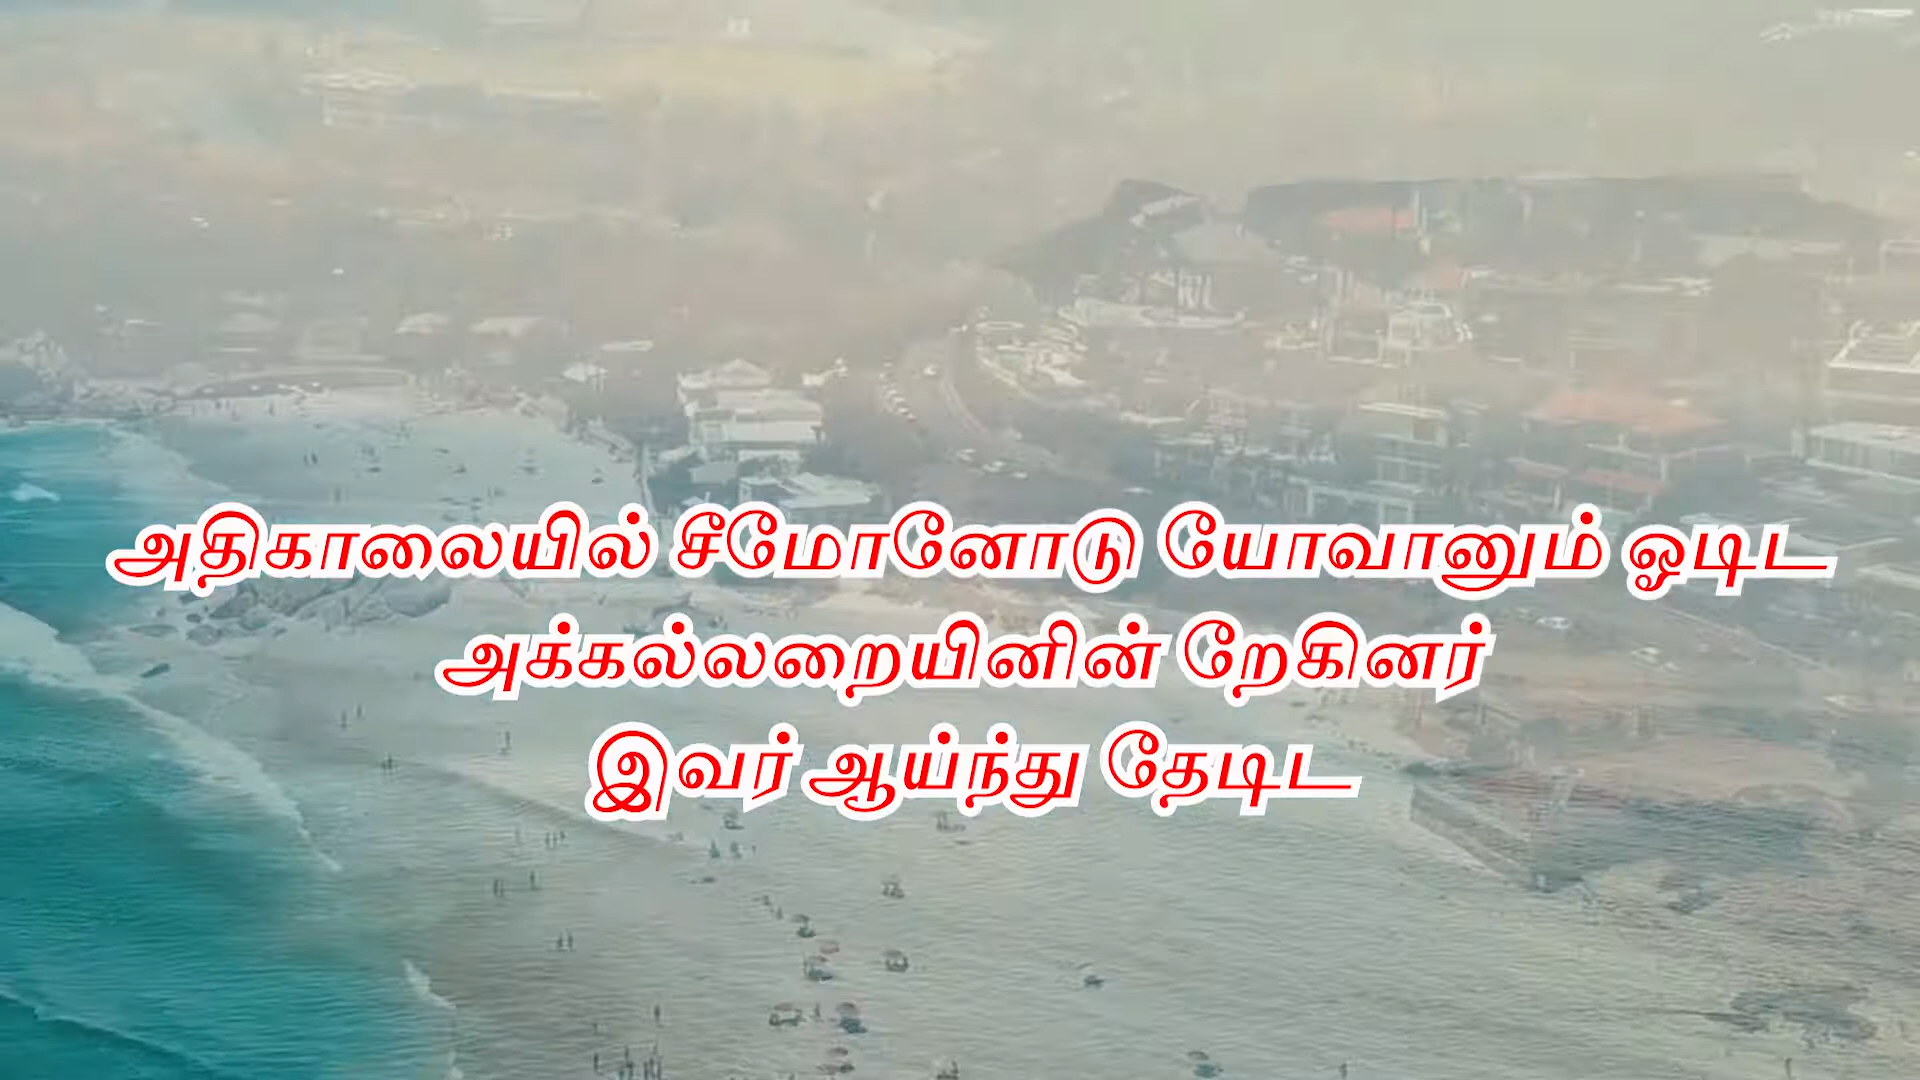 அதிகாலையில் சீமோனோடு யோவானும் ஓடிட
அக்கல்லறையினின் றேகினர்
இவர் ஆய்ந்து தேடிட